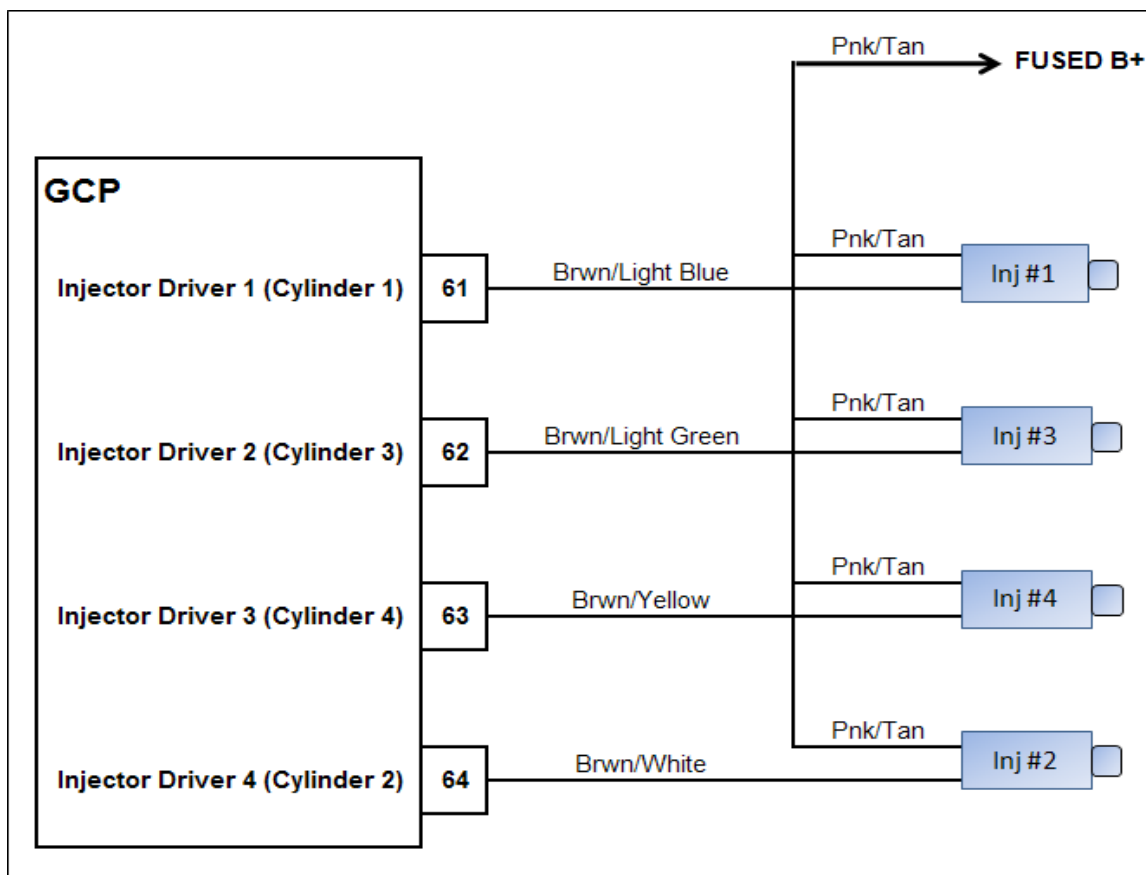 Pnk/Tan
FUSED B+
GCP
Pnk/Tan
Injector Driver 1 (Cylinder 1)
61
Brwn/Light Blue
Inj #1
Pnk/Tan
Injector Driver 2 (Cylinder 3)
62
Brwn/Light Green
Inj #3
Pnk/Tan
Injector Driver 3 (Cylinder 4)
63
Brwn/Yellow
Inj #4
Pnk/Tan
Injector Driver 4 (Cylinder 2)
64
Brwn/White
Inj #2